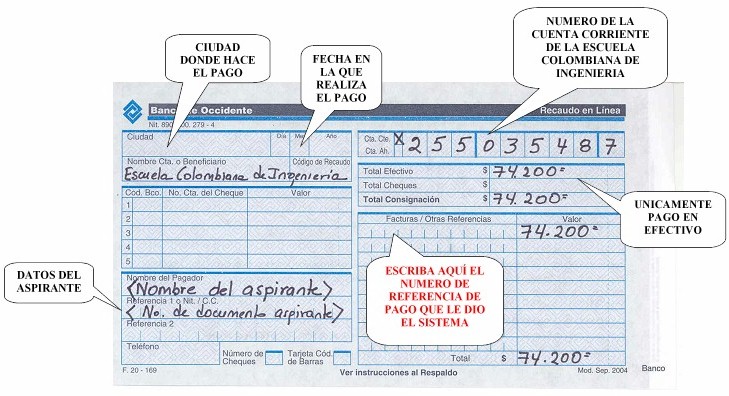 CIUDAD
DONDE HACE
EL PAGO
FECHA EN
LA QUE
REALIZA
EL PAGO
NUMERO DE LA
CUENTA CORRIENTE
DE LA ESCUELA
COLOMBIANA DE
INGENIERIA
Banco de Occidente
Recaudo en Línea
Nit. 890. 00. 279 - 4
Ciudad
Día Mes Año
Cta. Cte. X
Cta. Ah.
2 5 5 0 3 5 4 8 7
Nombre Cta. o Beneficiario
Código de Recaudo
Escuela Colombiana de Ingeniería
Total Efectivo $ 74.200=
Total Cheques $
Total Consignación $ 74.200=
Cod. Bco. No. Cta. del Cheque Valor
1
2
3
4
5
Facturas / Otras Referencias Valor
74.200=
UNICAMENTE
PAGO EN
EFECTIVO
DATOS DEL
ASPIRANTE
ESCRIBA AQUÍ EL
NUMERO DE
REFERENCIA DE
PAGO QUE LE DIO
EL SISTEMA
Nombre del Pagador
<Nombre del aspirante>
Referencia 1 o Nit. / C.C.
< No. de documento aspirante>
Referencia 2
Teléfono
Número de
Cheques
Tarjeta Cód.
de Barras
Total $ 74.200=
F. 20 - 169
Ver instrucciones al Respaldo
Mod. Sep. 2004
Banco